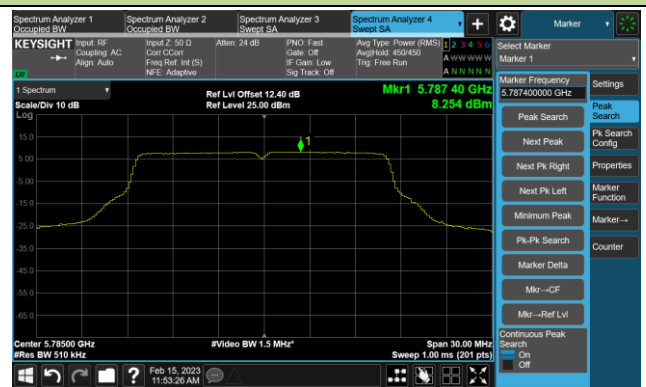 Spectrum Analyzer 1
Occupied BW
Spectrum Analyzer 2
Occupied BW
Spectrum Analyzer 3
Swept SA
Spectrum Analyzer 4
Swept SA
+
Marker
KEYSIGHT
Input: RF
Coupling: AC
Align: Auto
Input Z: 50 Ω
Corr CCorr
Freq Ref: Int (S)
NFE: Adaptive
Atten: 24 dB
PNO: Fast
Gate: Off
IF Gain: Low
Sig Track: Off
Avg Type: Power (RMS)
Avg|Hold: 450/450
Trig: Free Run
1 2 3 4 5 6
A W W W W W
A N N N N N
LW
Select Marker
Marker 1
1 Spectrum
Scale/Div 10 dB
Log
Ref Lvl Offset 12.40 dB
Ref Level 25.00 dBm
Mkr1 5.787 40 GHz
8.254 dBm
15.0
5.00
-5.00
-15.0
-25.0
-35.0
-45.0
-55.0
-65.0
1
Center 5.78500 GHz
#Res BW 510 kHz
#Video BW 1.5 MHz*
Span 30.00 MHz
Sweep 1.00 ms (201 pts)
Marker Frequency
5.787400000 GHz
Peak Search
Next Peak
Next Pk Right
Next Pk Left
Minimum Peak
Pk-Pk Search
Marker Delta
Mkr→CF
Mkr→Ref Lvl
Continuous Peak
Search
On
Off
Settings
Peak
Search
Pk Search
Config
Properties
Marker
Function
Marker→
Counter
?
Feb 15, 2023
11:53:26 AM